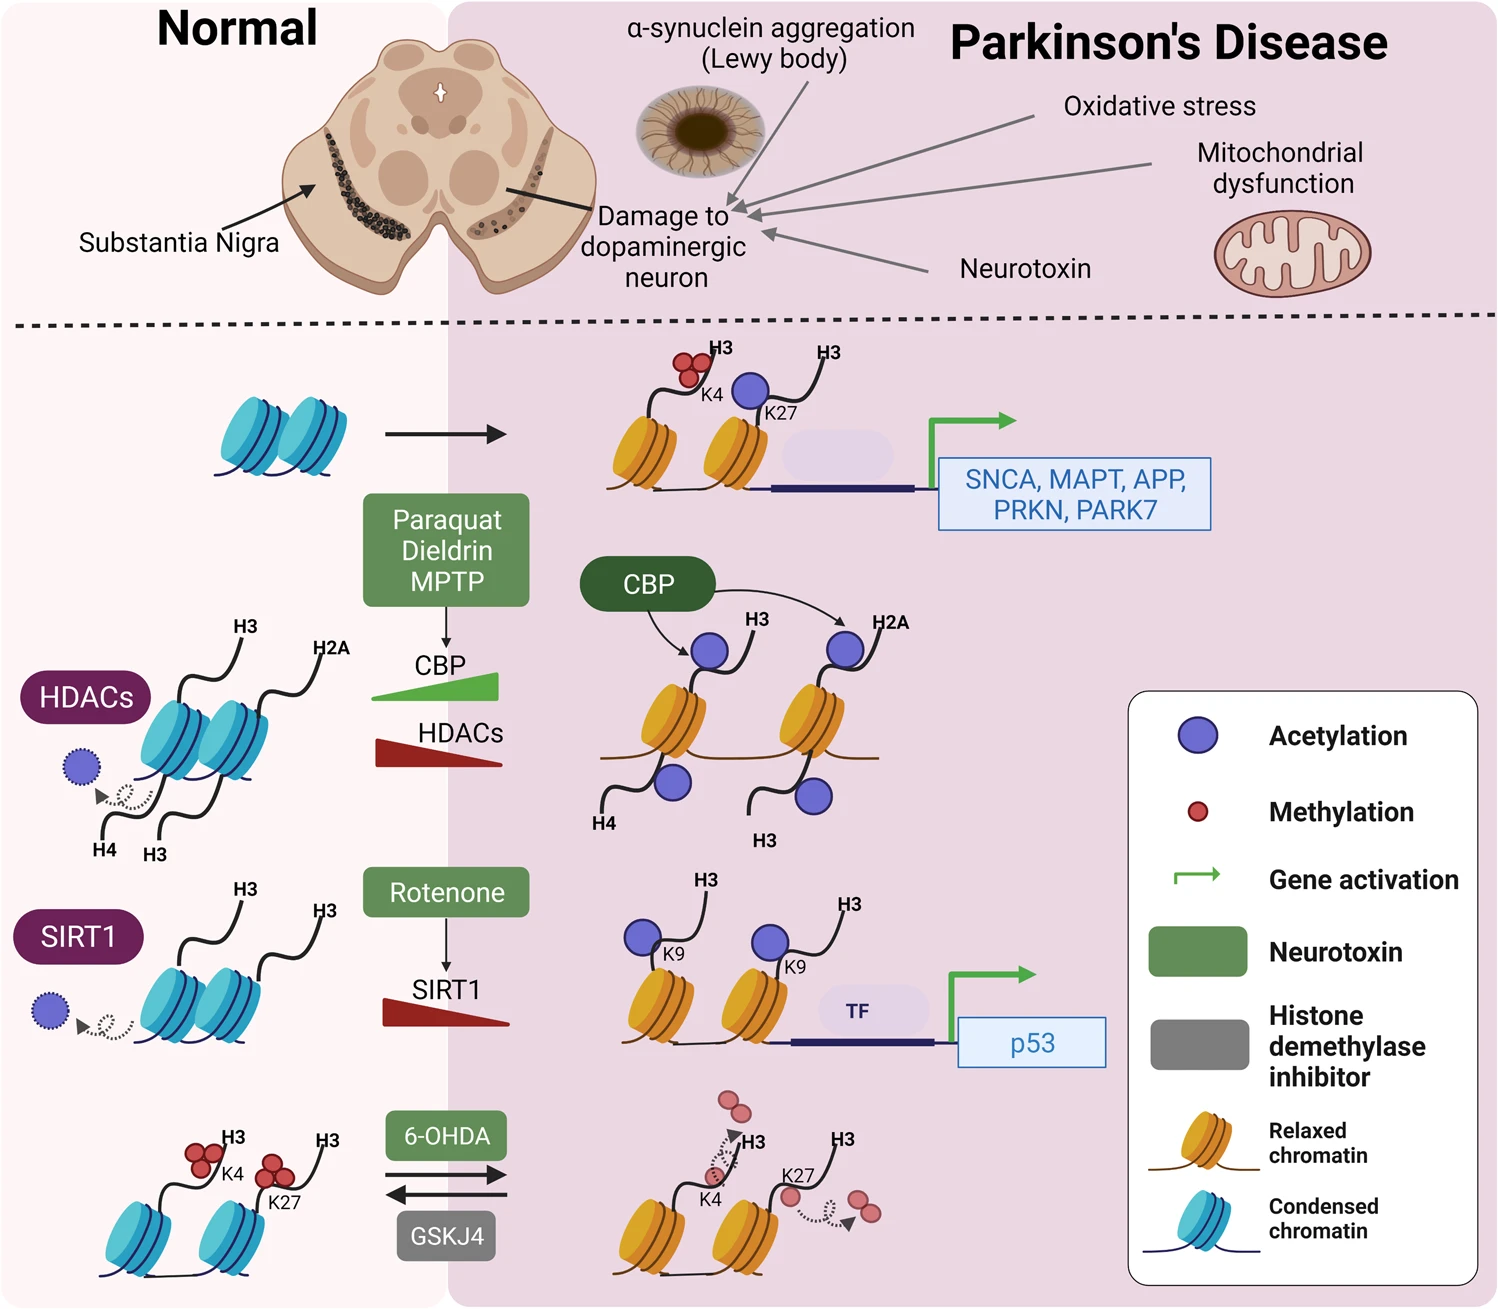 Normal
Parkinson's Disease
α-synuclein aggregation
(Lewy body)
Oxidative stress
Mitochondrial
dysfunction
Substantia Nigra
Damage to
dopaminergic
neuron
Neurotoxin
H3
K4
H3
K27
SNCA, MAPT, APP,
PRKN, PARK7
Paraquat
Dieldrin
MPTP
CBP
HDACs
HDACs
H3
H2A
H4
H3
CBP
H3
H2A
H4
H3
SIRT1
H3
H3
Rotenone
SIRT1
H3
K9
H3
K9
TF
p53
H3
K4
H3
K27
6-OHDA
GSKJ4
H3
K4
H3
K27
Acetylation
Methylation
Gene activation
Neurotoxin
Histone
demethylase
inhibitor
Relaxed
chromatin
Condensed
chromatin